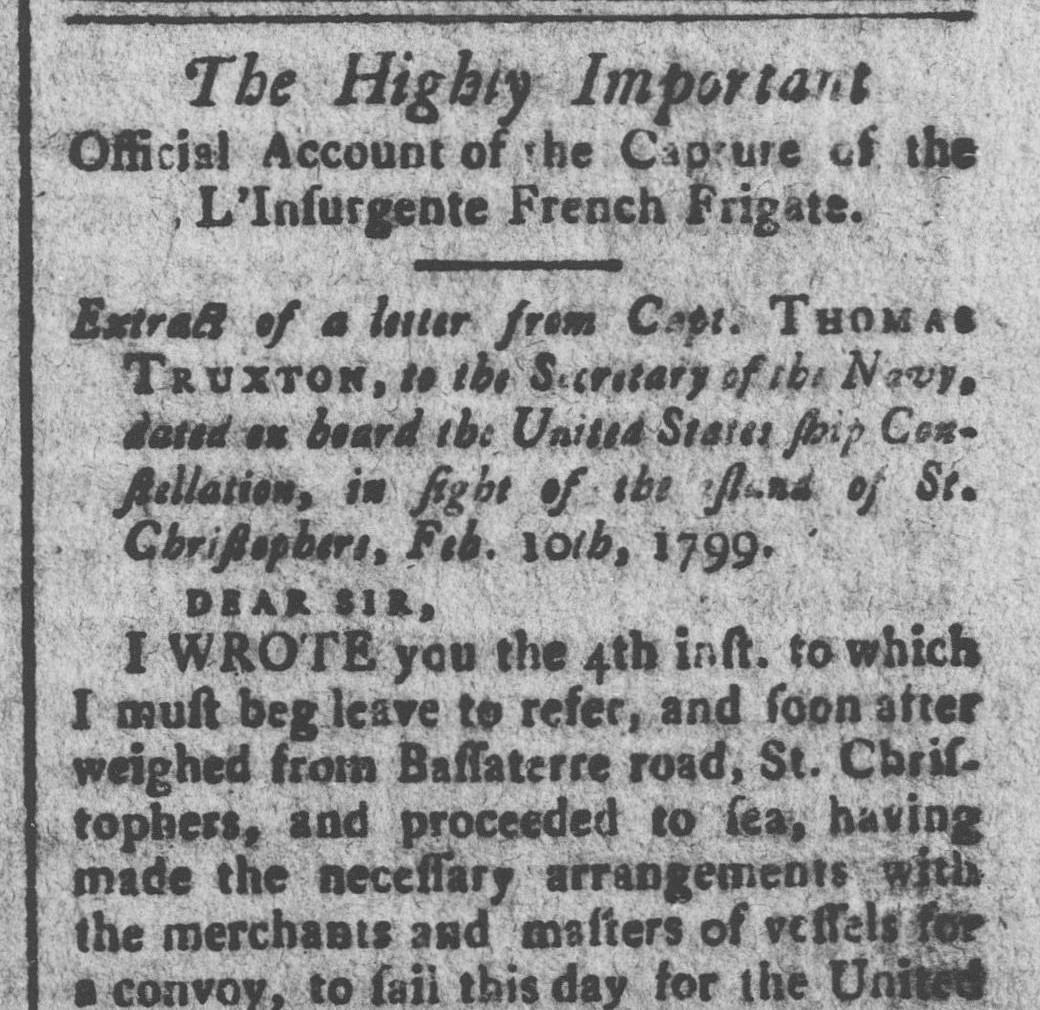 The Highly Important
Official Account of the Capture of the
L'Inſurgente French Frigate.
Extract of a letter from Capt. THOMAS
TRUXTON, to the Secretary of the Navy,
dated on board the United States ſhip Con-
ſtellation, in ſight of the iſland of St.
Chriſtophers, Feb. 10th, 1799.
DEAR SIR,
I WROTE you the 4th inſt. to which
I muſt beg leave to refer, and ſoon after
weighed from Baſſaterre road, St. Chriſ-
tophers, and proceeded to ſea, having
made the neceſſary arrangements with
the merchants and maſters of veſſels for
a convoy, to ſail this day for the United